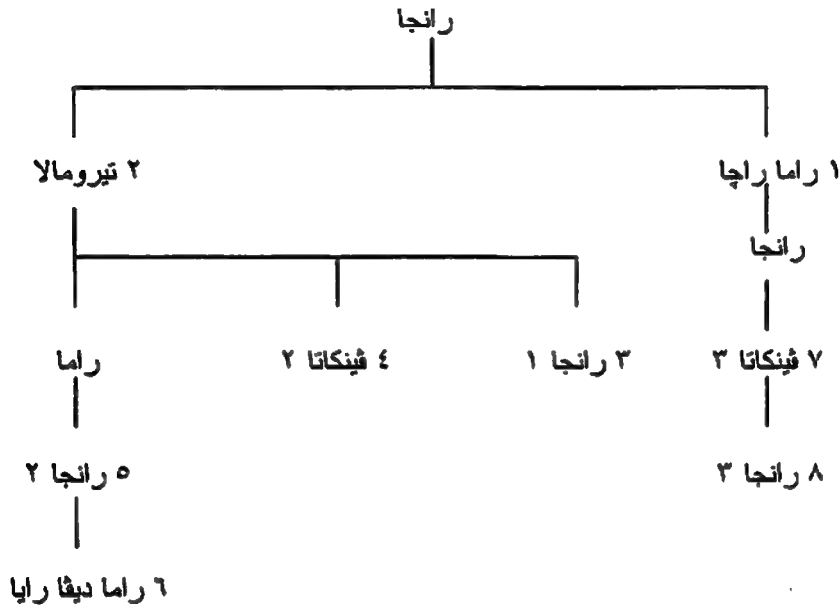 رانجا
١ راما راچا
٢ تيرومالا
رانجا
٧ ڤينكاتا ٣
٣ رانجا ١
٤ ڤينكاتا ٢
راما
٨ رانجا ٣
٥ رانجا ٢
٦ راما ديڤا رايا